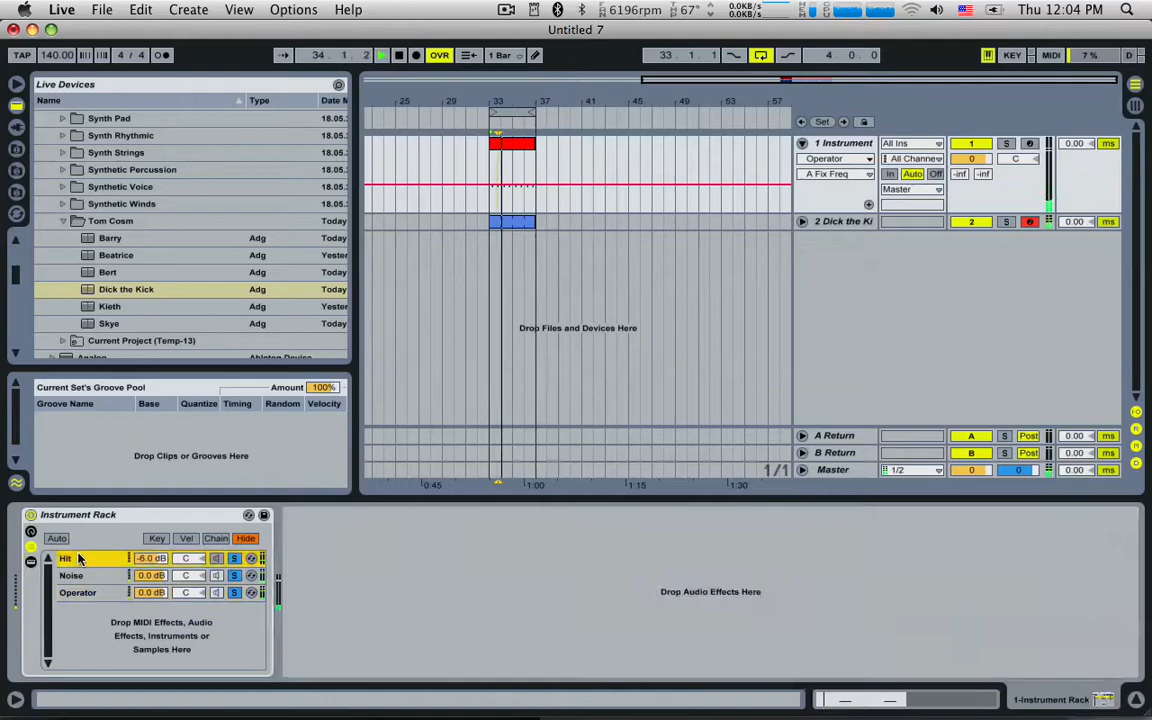 Live File Edit Create View Options Help 6196rpm 67° 0.0KB/s 0.0KB/s Thu 12:04 PM
Untitled 7
TAP 140.00 4 / 4 34 . 1 . 2 OVR 1 Bar 33 . 1 . 1 4 . 0 . 0 KEY MIDI 7 % D
Live Devices
Name Type Date M
Synth Pad 18.05.
Synth Rhythmic 18.05.
Synth Strings 18.05.
Synthetic Percussion 18.05.
Synthetic Voice 18.05.
Synthetic Winds 18.05.
Tom Cosm Today
Barry Adg Today
Beatrice Adg Yester
Bert Adg Today
Dick the Kick Adg Today
Kieth Adg Yester
Skye Adg Today
Current Project (Temp-13)
Analog Ableton Device
Current Set's Groove Pool Amount 100%
Groove Name Base Quantize Timing Random Velocity
Drop Clips or Grooves Here
25 29 33 37 41 45 49 53 57
Set
1 Instrument All Ins 1 S 0.00 ms
Operator All Channe 0 C
A Fix Freq In Auto Off -inf -inf
Master
2 Dick the Ki 2 S 0.00 ms
Drop Files and Devices Here
A Return A S Post 0.00 ms
B Return B S Post 0.00 ms
1/1 Master 1/2 0 0 0.00 ms
0:45 1:00 1:15 1:30
Instrument Rack
Auto Key Vel Chain Hide
Hit -6.0 dB C S
Noise 0.0 dB C S
Operator 0.0 dB C S
Drop MIDI Effects, Audio
Effects, Instruments or
Samples Here
Drop Audio Effects Here
1-Instrument Rack